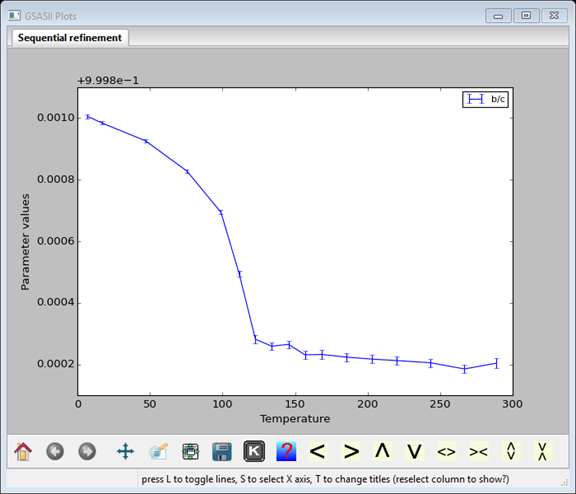 GSASII Plots
Sequential refinement
+9.998e−1
b/c
0.0010
0.0008
0.0006
0.0004
0.0002
Parameter values
0 50 100 150 200 250 300
Temperature
K ? < > Λ V <> ><
press L to toggle lines, S to select X axis, T to change titles (reselect column to show?)